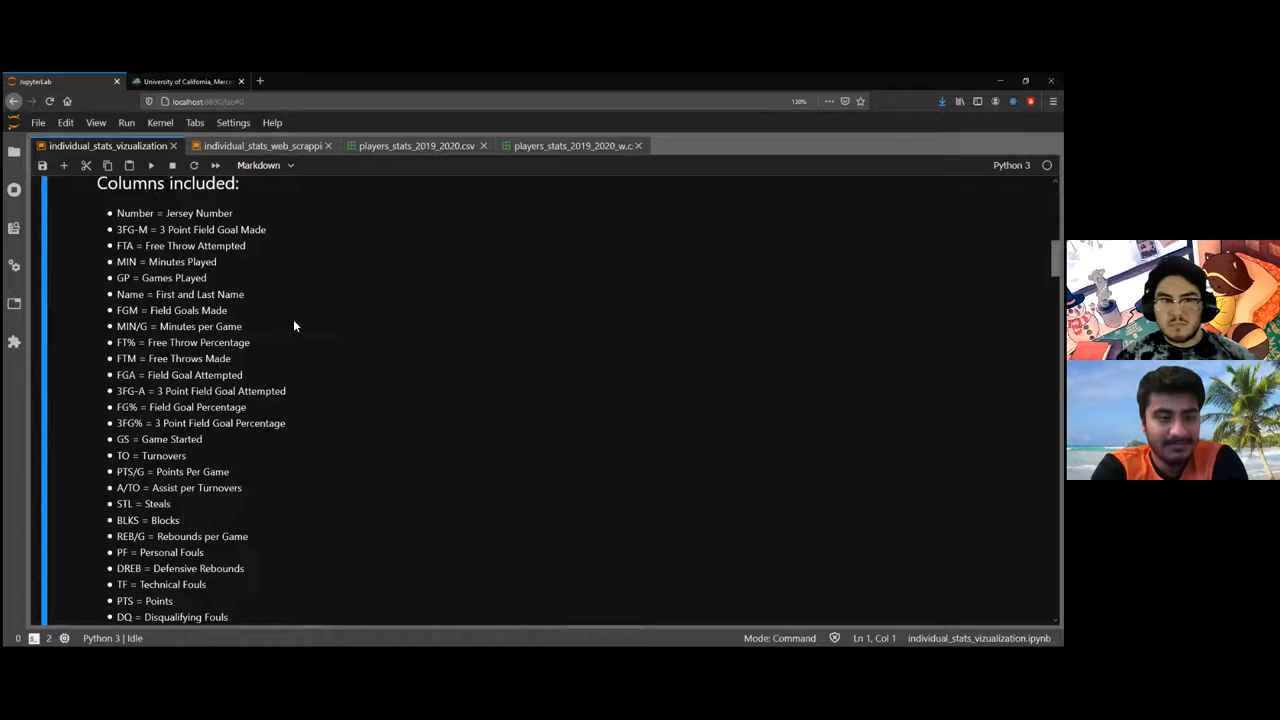 JupyterLab
University of California, Merce
localhost:8890/lab#0
130%
File Edit View Run Kernel Tabs Settings Help
individual_stats_vizualization individual_stats_web_scrappi players_stats_2019_2020.csv players_stats_2019_2020_w.c
Markdown Python 3
Columns included:
Number = Jersey Number
3FG-M = 3 Point Field Goal Made
FTA = Free Throw Attempted
MIN = Minutes Played
GP = Games PLayed
Name = First and Last Name
FGM = Field Goals Made
MIN/G = Minutes per Game
FT% = Free Throw Percentage
FTM = Free Throws Made
FGA = Field Goal Attempted
3FG-A = 3 Point Field Goal Attempted
FG% = Field Goal Percentage
3FG% = 3 Point Field Goal Percentage
GS = Game Started
TO = Turnovers
PTS/G = Points Per Game
A/TO = Assist per Turnovers
STL = Steals
BLKS = Blocks
REB/G = Rebounds per Game
PF = Personal Fouls
DREB = Defensive Rebounds
TF = Technical Fouls
PTS = Points
DQ = Disqualifying Fouls
0 2 Python 3 | Idle Mode: Command Ln 1, Col 1 individual_stats_vizualization.ipynb